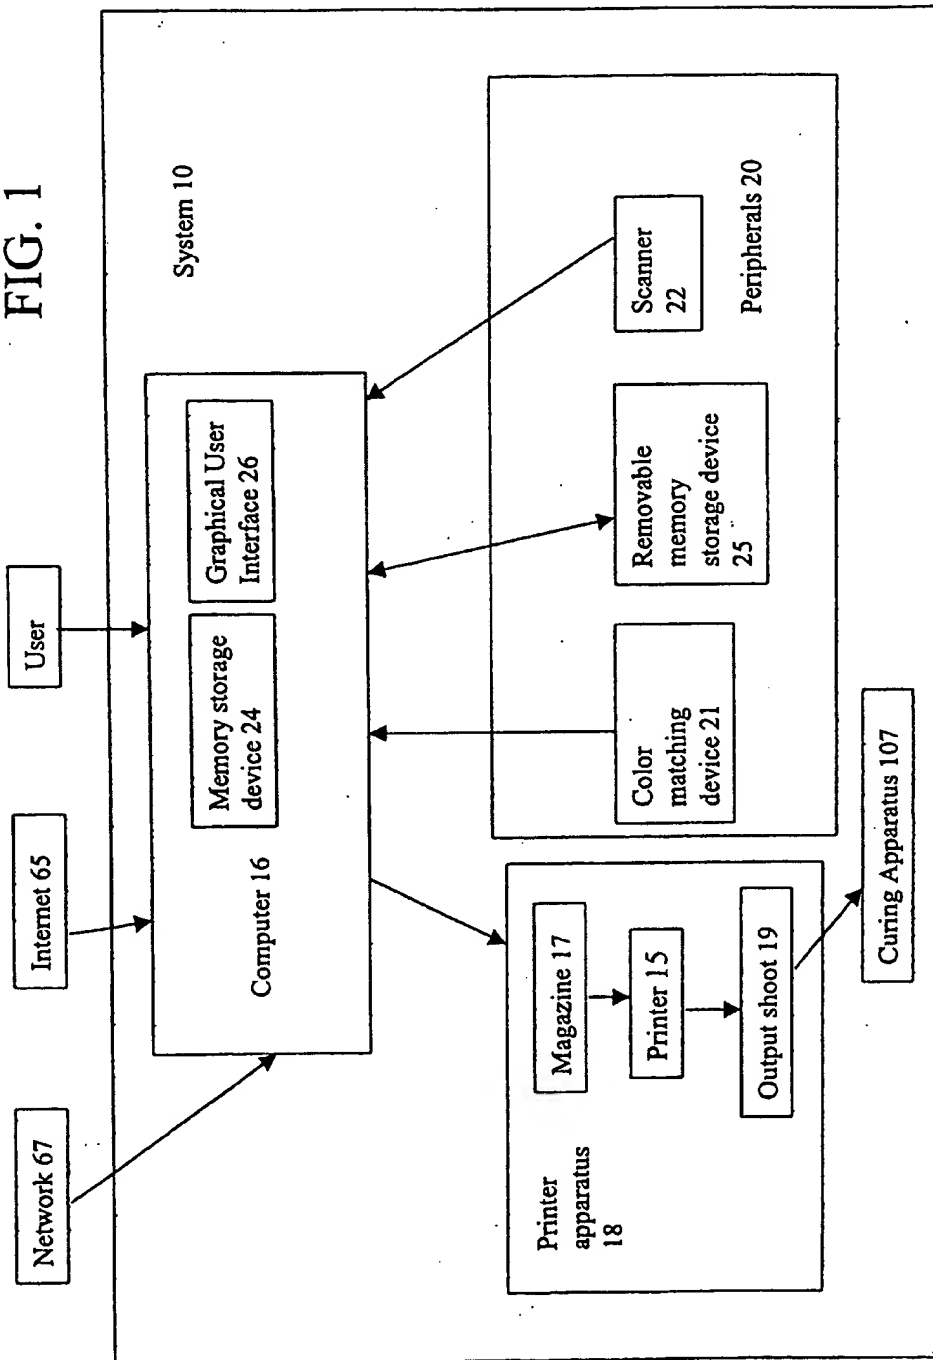 FIG. 1
Network 67
Internet 65
User
System 10
Computer 16
Memory storage
device 24
Graphical User
Interface 26
Printer
apparatus
18
Magazine 17
Printer 15
Output shoot 19
Color
matching
device 21
Removable
memory
storage device
25
Scanner
22
Peripherals 20
Curing Apparatus 107